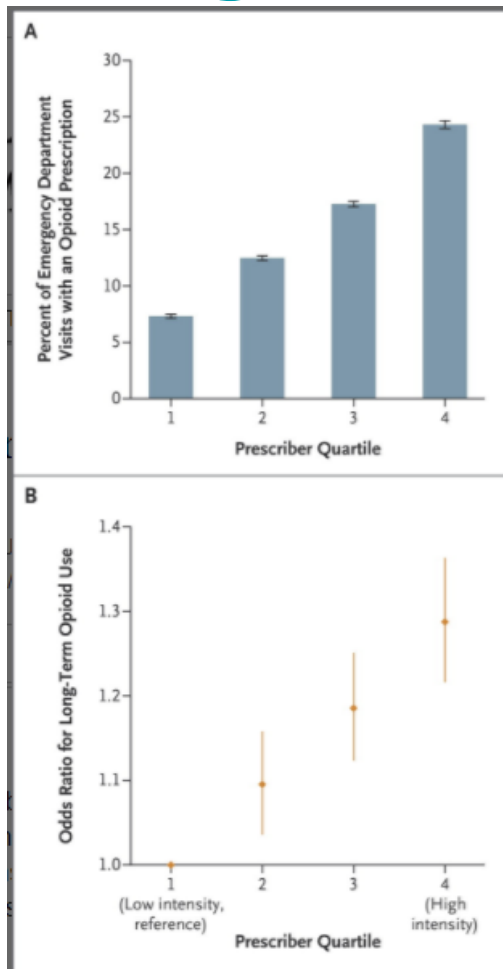 A
30
25
20
15
10
5
0
Percent of Emergency Department
Visits with an Opioid Prescription
1 2 3 4
Prescriber Quartile
B
1.4
1.3
1.2
1.1
1.0
Odds Ratio for Long-Term Opioid Use
1 2 3 4
(Low intensity, (High
reference) intensity)
Prescriber Quartile